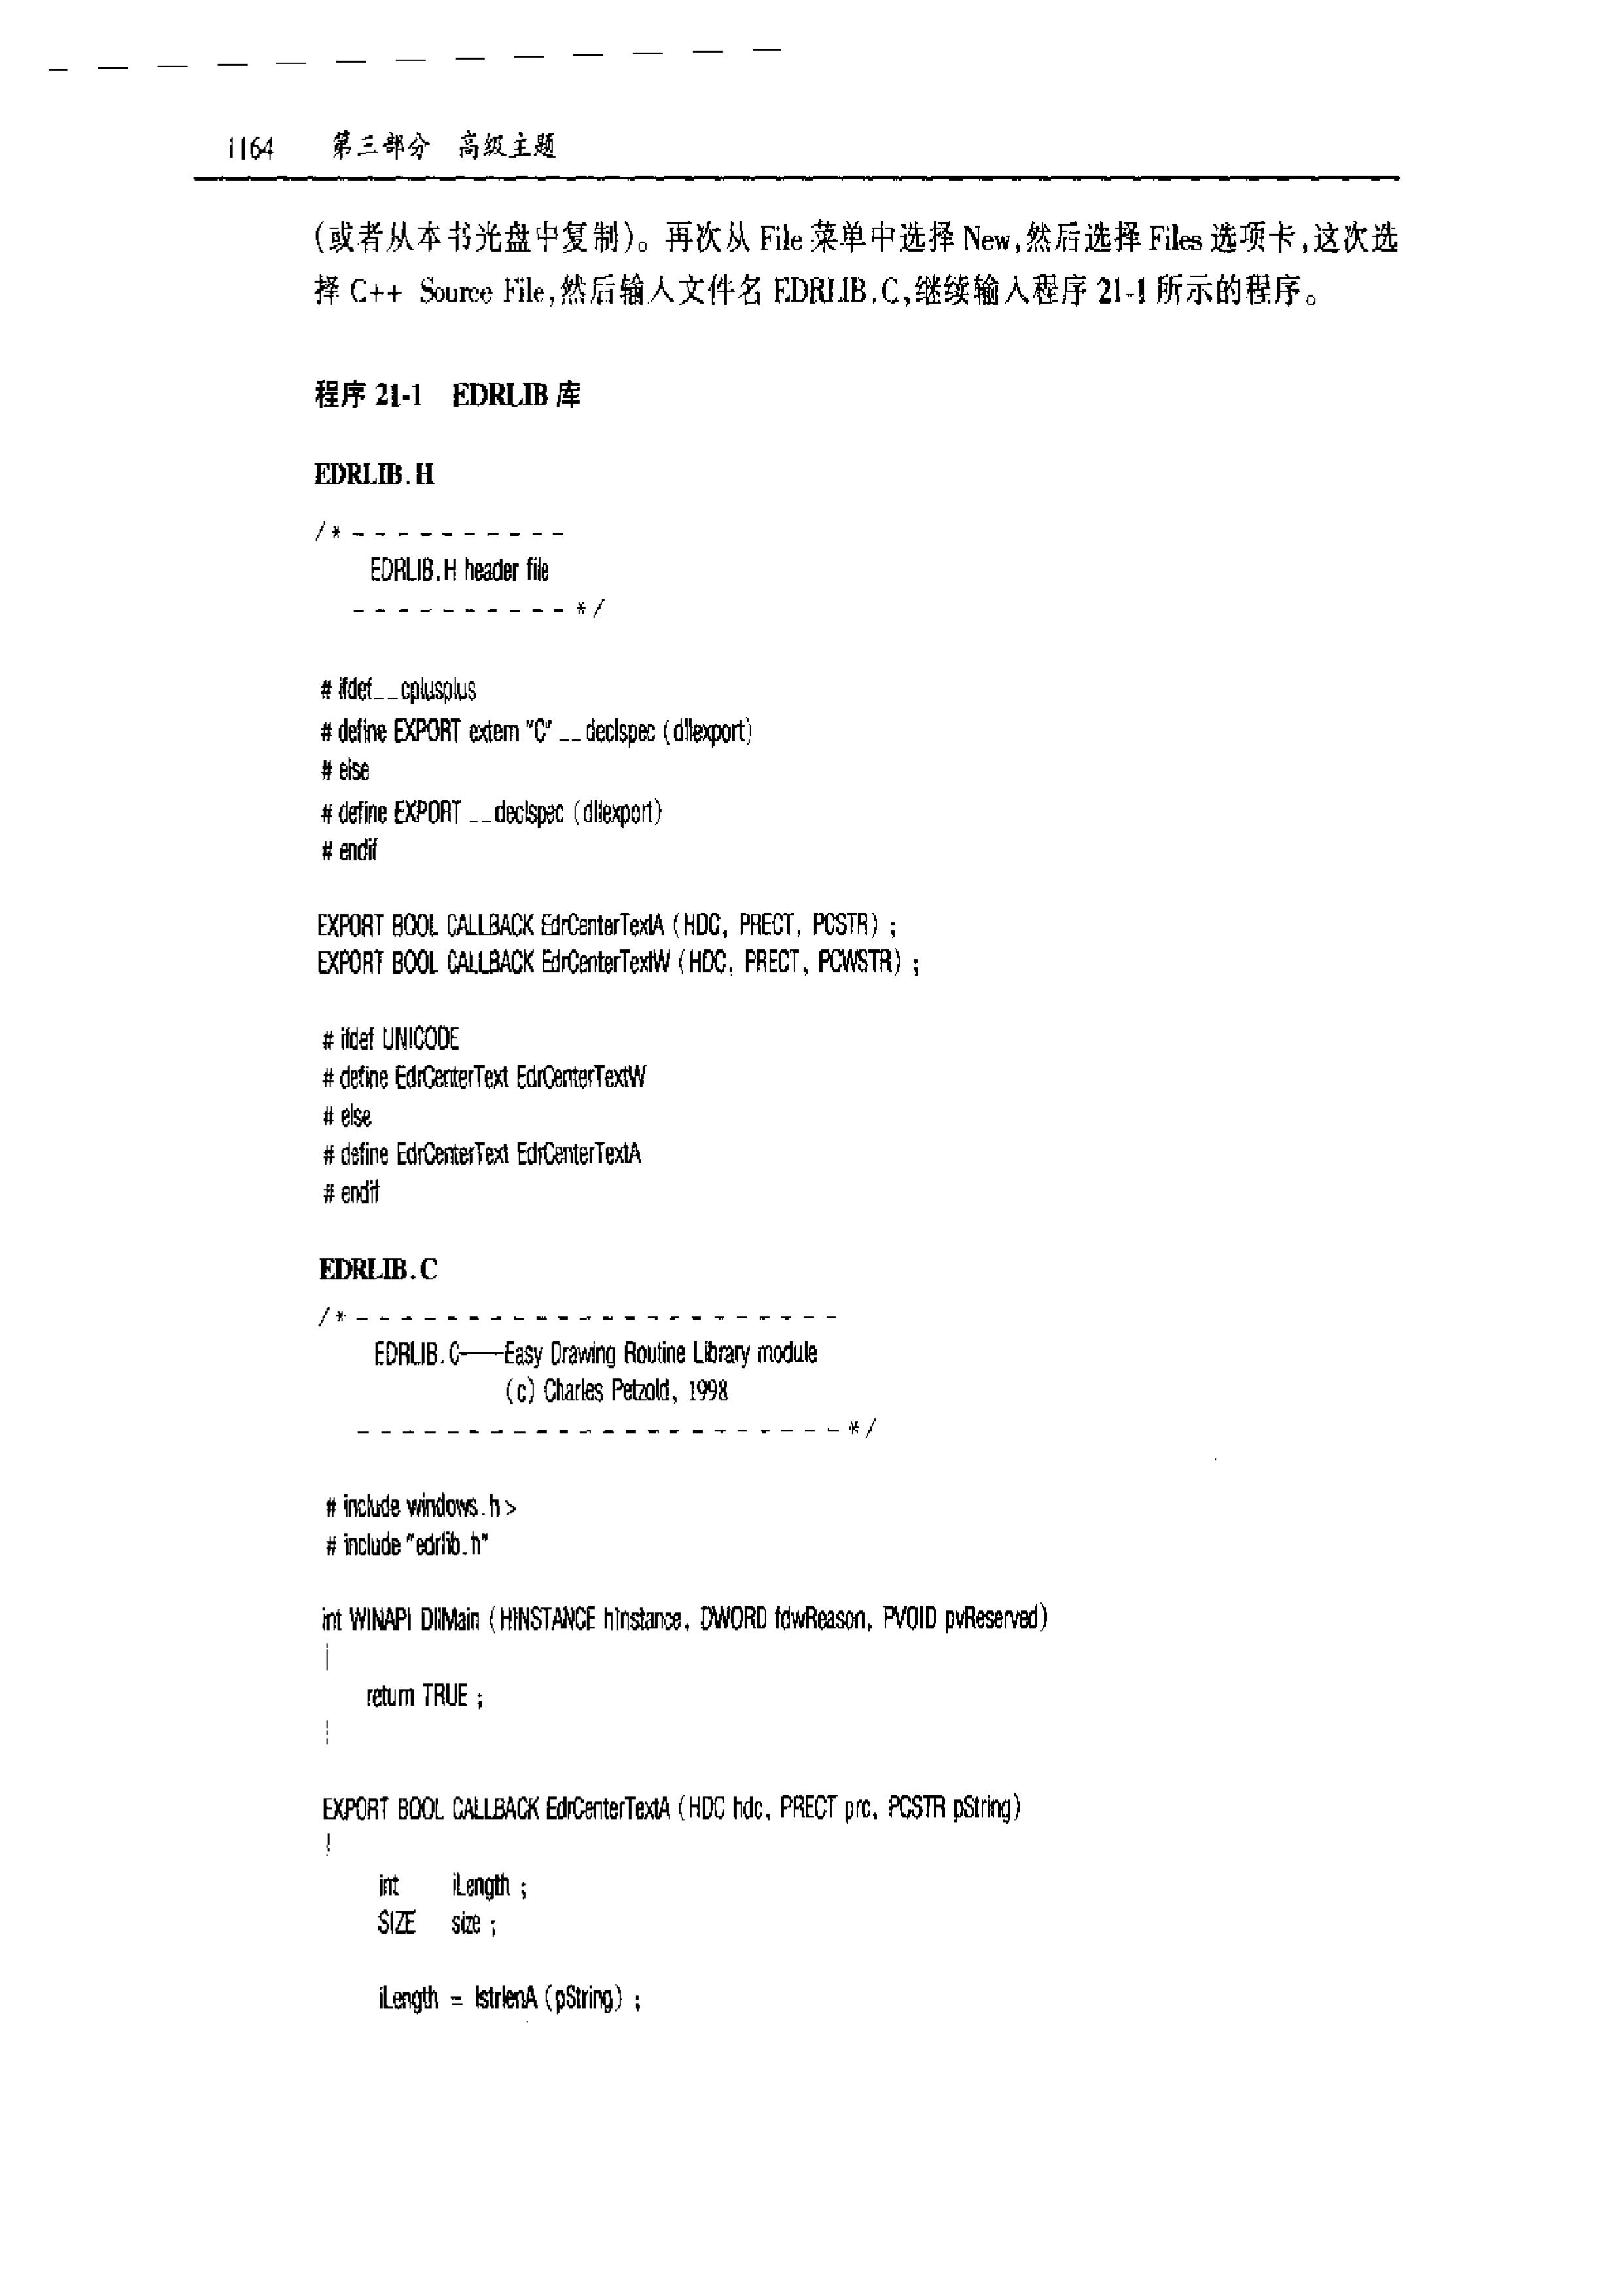 1164 第三部分 高级主题
(或者从本书光盘中复制)。再次从 File 菜单中选择 New,然后选择 Files 选项卡,这次选
择 C++ Source File,然后输入文件名 EDRLIB.C,继续输入程序 21-1 所示的程序。
程序 21-1 EDRLIB 库
EDRLIB.H
/* - - - - - - - - - -
EDRLIB.H header file
- - - - - - - - - - */
# ifdef__cplusplus
# define EXPORT extern "C" __declspec (dllexport)
# else
# define EXPORT __declspec (dllexport)
# endif
EXPORT BOOL CALLBACK EdrCenterTextA (HDC, PRECT, PCSTR) ;
EXPORT BOOL CALLBACK EdrCenterTextW (HDC, PRECT, PCWSTR) ;
# ifdef UNICODE
# define EdrCenterText EdrCenterTextW
# else
# define EdrCenterText EdrCenterTextA
# endif
EDRLIB.C
/* - - - - - - - - - - - - - - - - - - - - - -
EDRLIB.C——Easy Drawing Routine Library module
(c) Charles Petzold, 1998
- - - - - - - - - - - - - - - - - - - - - - */
# include windows.h>
# include "edrlib.h"
int WINAPI DllMain (HINSTANCE hInstance, DWORD fdwReason, PVOID pvReserved)
{
return TRUE ;
}
EXPORT BOOL CALLBACK EdrCenterTextA (HDC hdc, PRECT prc, PCSTR pString)
{
int iLength ;
SIZE size ;
iLength = lstrlenA (pString) ;